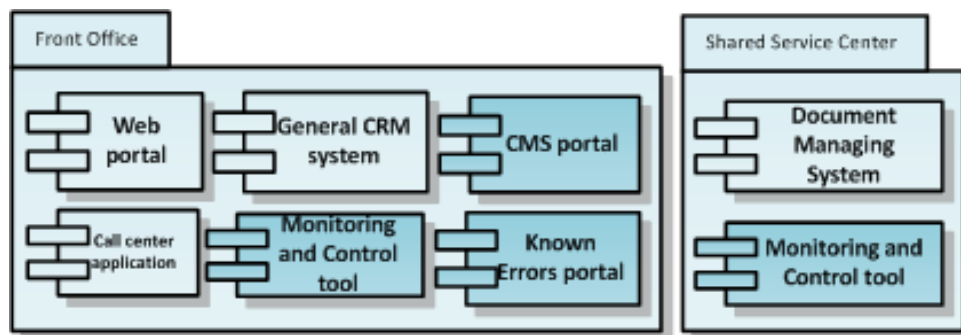 Front Office
Shared Service Center
Web
portal
General CRM
system
CMS portal
Document
Managing
System
Call center
application
Monitoring
and Control
tool
Known
Errors portal
Monitoring and
Control tool